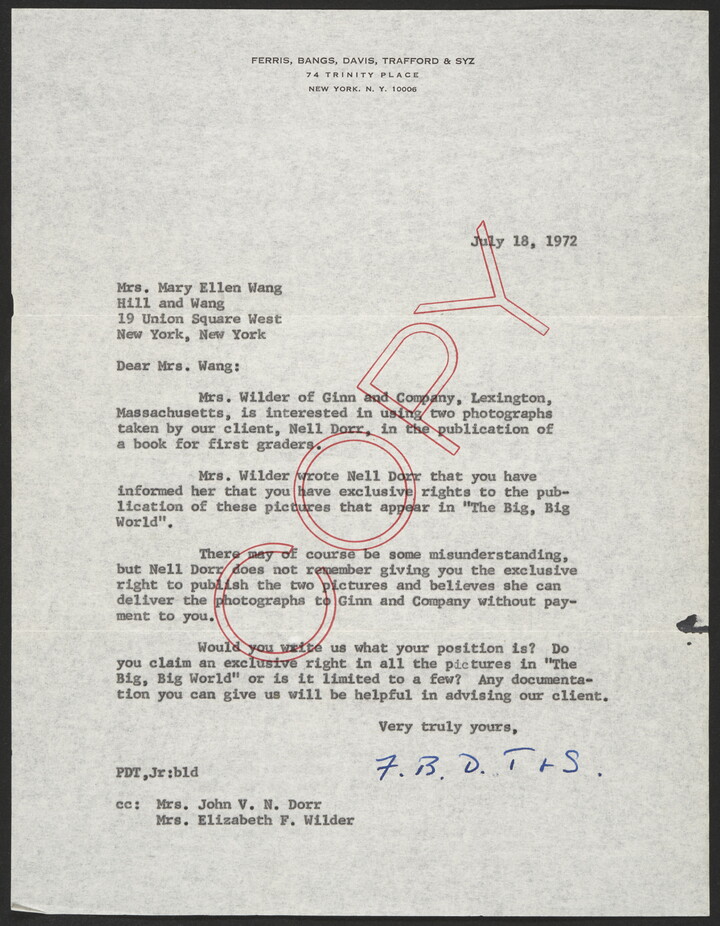 FERRIS, BANGS, DAVIS, TRAFFORD & SYZ
74 TRINITY PLACE
NEW YORK, N. Y. 10006
July 18, 1972
Mrs. Mary Ellen Wang
Hill and Wang
19 Union Square West
New York, New York
Dear Mrs. Wang:
Mrs. Wilder of Ginn and Company, Lexington,
Massachusetts, is interested in using two photographs
taken by our client, Nell Dorr, in the publication of
a book for first graders.
Mrs. Wilder wrote Nell Dorr that you have
informed her that you have exclusive rights to the pub-
lication of these pictures that appear in "The Big, Big
World".
There may of course be some misunderstanding,
but Nell Dorr does not remember giving you the exclusive
right to publish the two pictures and believes she can
deliver the photographs to Ginn and Company without pay-
ment to you.
Would you write us what your position is? Do
you claim an exclusive right in all the pictures in "The
Big, Big World" or is it limited to a few? Any documenta-
tion you can give us will be helpful in advising our client.
Very truly yours,
F. B. D. T + S.
PDT,Jr:bld
cc: Mrs. John V. N. Dorr
Mrs. Elizabeth F. Wilder
COPY